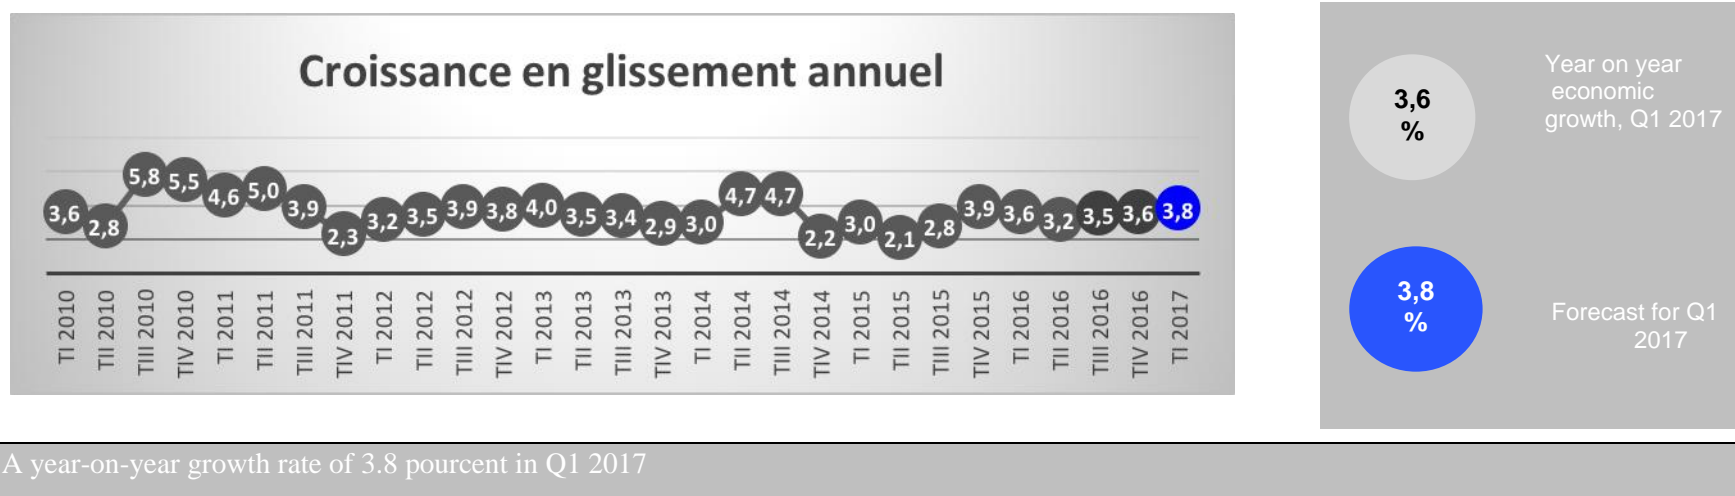 Croissance en glissement annuel
3,6 2,8 5,8 5,5 4,6 5,0 3,9 2,3 3,2 3,5 3,9 3,8 4,0 3,5 3,4 2,9 3,0 4,7 4,7 2,2 3,0 2,1 2,8 3,9 3,6 3,2 3,5 3,6 3,8
TI 2010
TII 2010
TIII 2010
TIV 2010
TI 2011
TII 2011
TIII 2011
TIV 2011
TI 2012
TII 2012
TIII 2012
TIV 2012
TI 2013
TII 2013
TIII 2013
TIV 2013
TI 2014
TII 2014
TIII 2014
TIV 2014
TI 2015
TII 2015
TIII 2015
TIV 2015
TI 2016
TII 2016
TIII 2016
TIV 2016
TI 2017
3,6
%
Year on year
economic
growth, Q1 2017
3,8
%
Forecast for Q1
2017
A year-on-year growth rate of 3.8 pourcent in Q1 2017